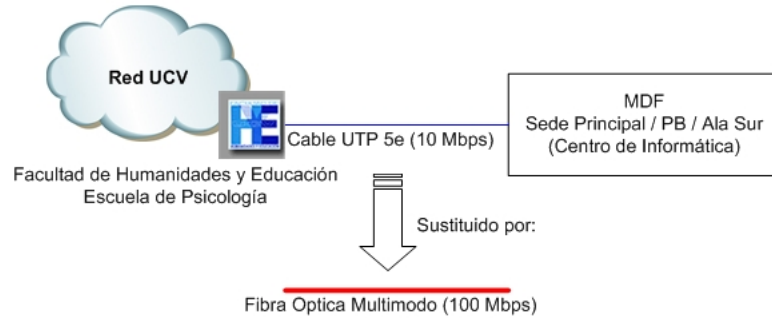 Red UCV
Cable UTP 5e (10 Mbps)
MDF
Sede Principal / PB / Ala Sur
(Centro de Informática)
Facultad de Humanidades y Educación
Escuela de Psicología
Sustituido por:
Fibra Optica Multimodo (100 Mbps)